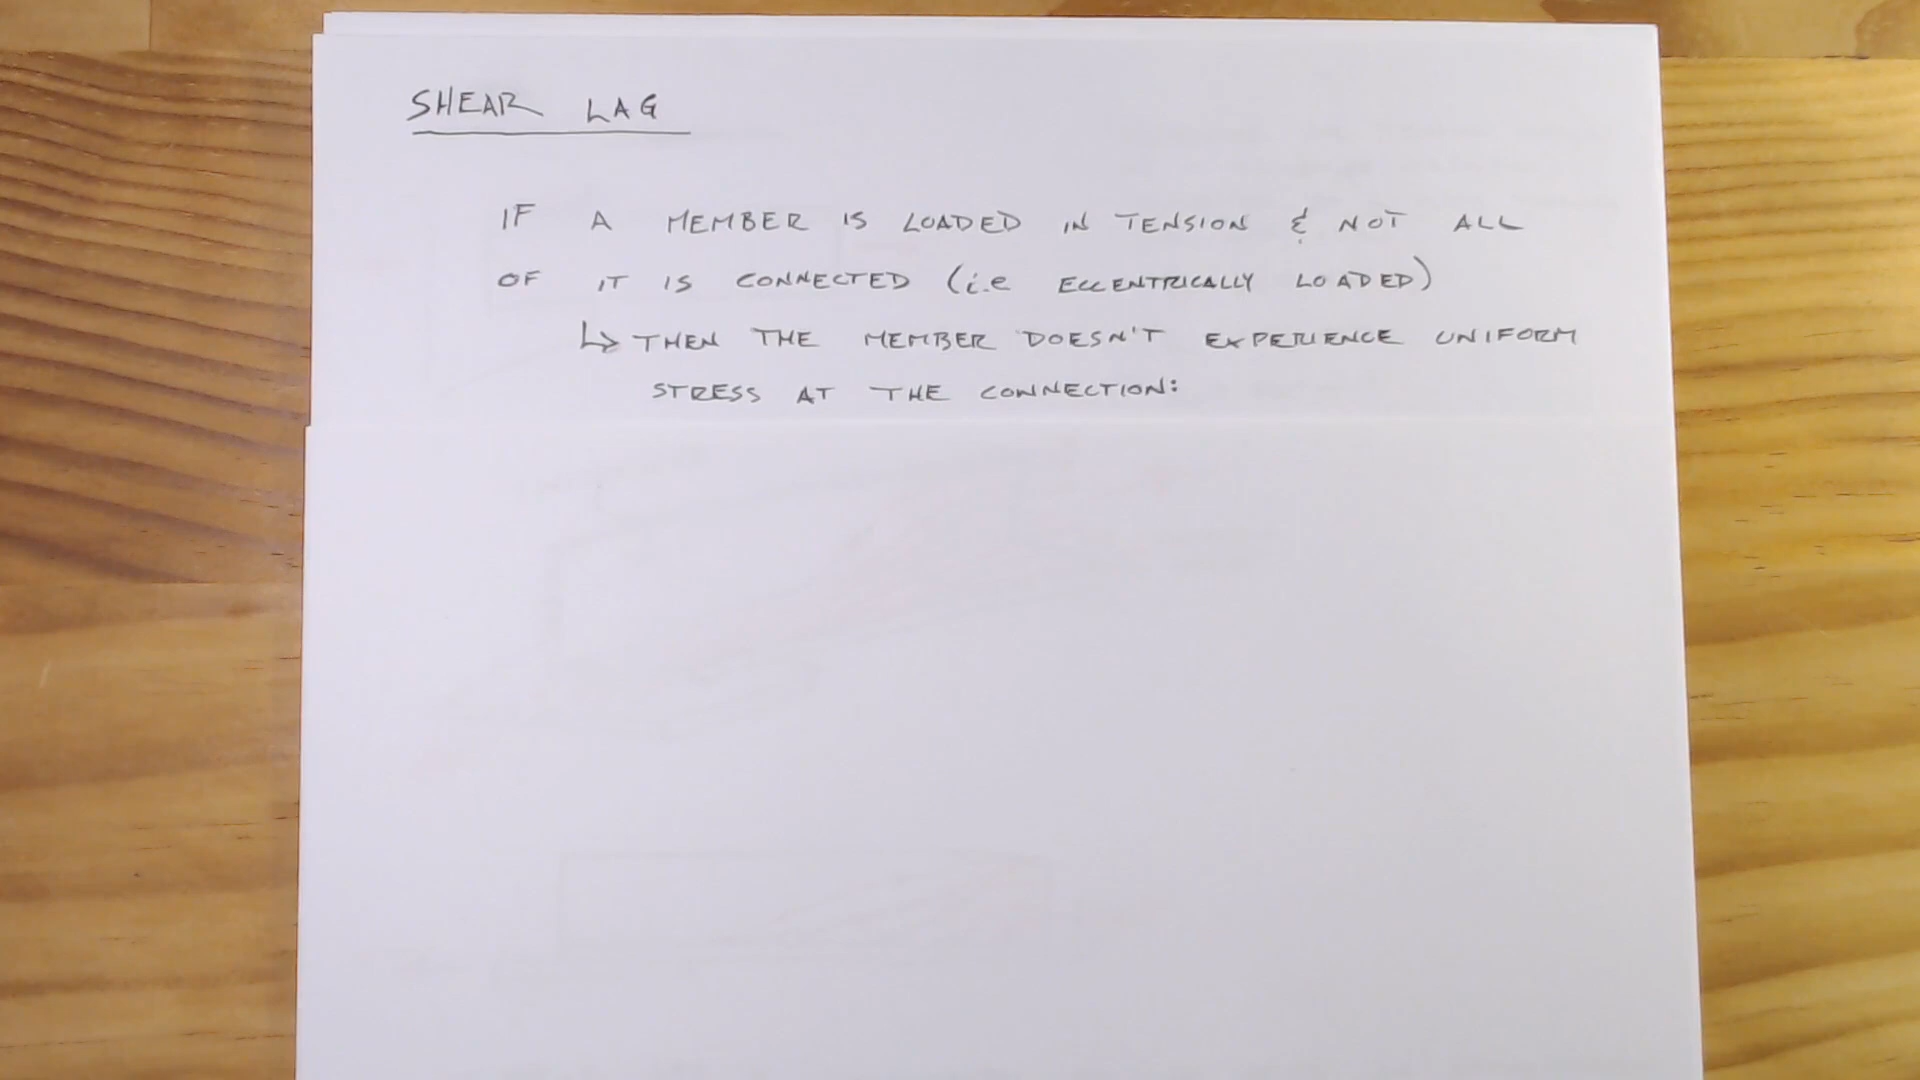 SHEAR LAG
IF A MEMBER IS LOADED IN TENSION & NOT ALL
OF IT IS CONNECTED (i.e ECCENTRICALLY LOADED)
↳ THEN THE MEMBER DOESN'T EXPERIENCE UNIFORM
STRESS AT THE CONNECTION: